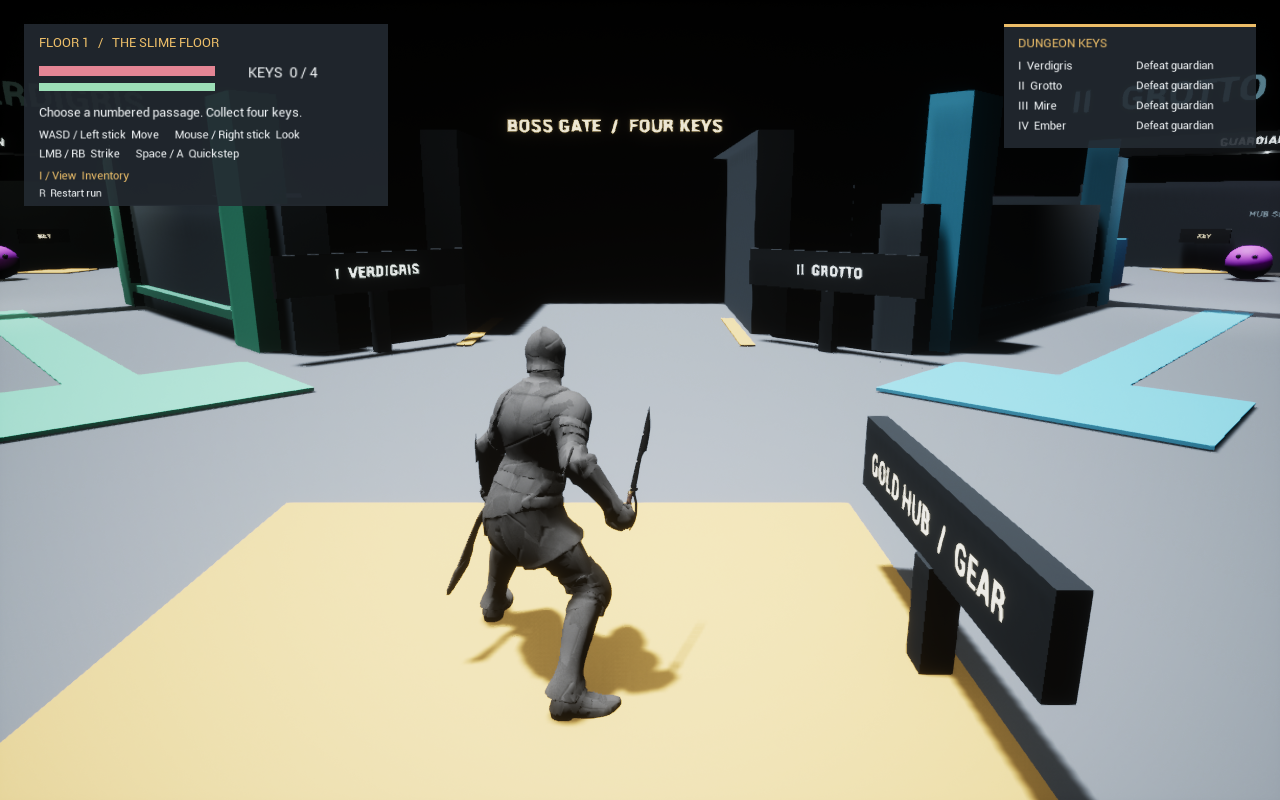 FLOOR 1 / THE SLIME FLOOR
KEYS 0 / 4
Choose a numbered passage. Collect four keys.
WASD / Left stick Move Mouse / Right stick Look
LMB / RB Strike Space / A Quickstep
I / View Inventory
R Restart run
DUNGEON KEYS
I Verdigris Defeat guardian
II Grotto Defeat guardian
III Mire Defeat guardian
IV Ember Defeat guardian
II GROTTO
BOSS GATE / FOUR KEYS
KEY
I VERDIGRIS
II GROTTO
GOLD HUB / GEAR